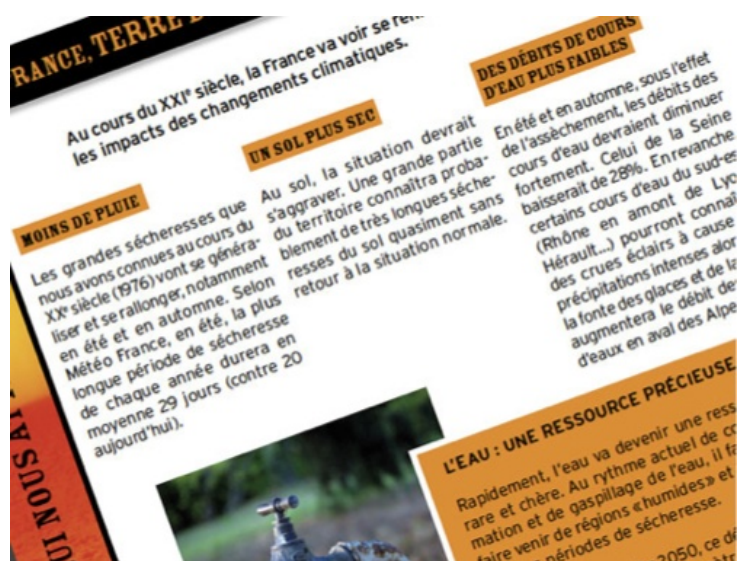 RANCE, TERRE
Au cours du XXIᵉ siècle, la France va voir se
les impacts des changements climatiques.
MOINS DE PLUIE
Les grandes sécheresses que
nous avons connues au cours du
XXᵉ siècle (1976) vont se généra-
liser et se rallonger, notamment
en été et en automne. Selon
Météo France, en été, la plus
longue période de sécheresse
de chaque année durera en
moyenne 29 jours (contre 20
aujourd'hui).
UN SOL PLUS SEC
Au sol, la situation devrait
s'aggraver. Une grande partie
du territoire connaîtra proba-
blement de très longues séche-
resses du sol quasiment sans
retour à la situation normale.
DES DÉBITS DE COURS
D'EAU PLUS FAIBLES
En été et en automne, sous l'effet
de l'assèchement, les débits des
cours d'eau devraient diminuer
fortement. Celui de la Seine
baisserait de 28%. En revanche
certains cours d'eau du sud-es
(Rhône en amont de Lyo
Hérault...) pourront connaî
des crues éclairs à cause
précipitations intenses alor
la fonte des glaces et de la
augmentera le débit de
d'eaux en aval des Alpe
L'EAU : UNE RESSOURCE PRÉCIEUSE
Rapidement, l'eau va devenir une ress
rare et chère. Au rythme actuel de co
mation et de gaspillage de l'eau, il fa
faire venir de régions «humides» et
périodes de sécheresse.
2050, ce dé
UI NOUS A